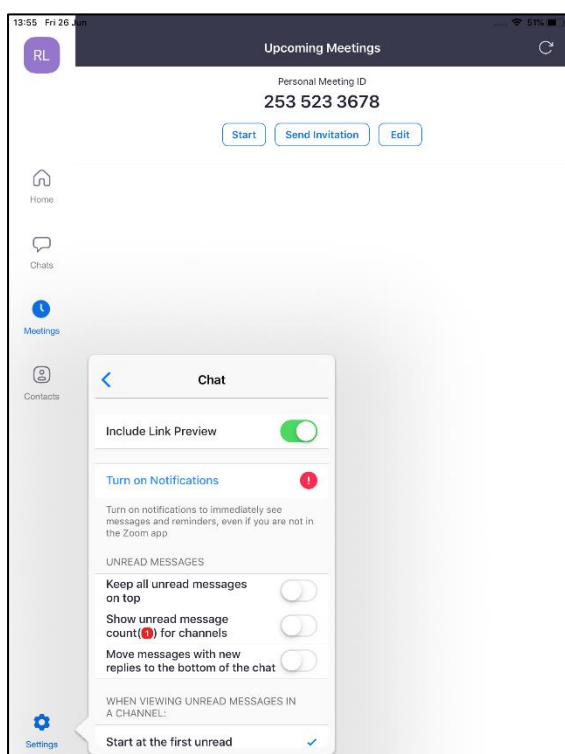 13:55 Fri 26 Jun
51%
RL
Upcoming Meetings
Personal Meeting ID
253 523 3678
Start
Send Invitation
Edit
Home
Chats
Meetings
Contacts
Chat
Include Link Preview
Turn on Notifications
!
Turn on notifications to immediately see
messages and reminders, even if you are not in
the Zoom app
UNREAD MESSAGES
Keep all unread messages
on top
Show unread message
count(1) for channels
Move messages with new
replies to the bottom of the chat
WHEN VIEWING UNREAD MESSAGES IN
A CHANNEL:
Start at the first unread
Settings